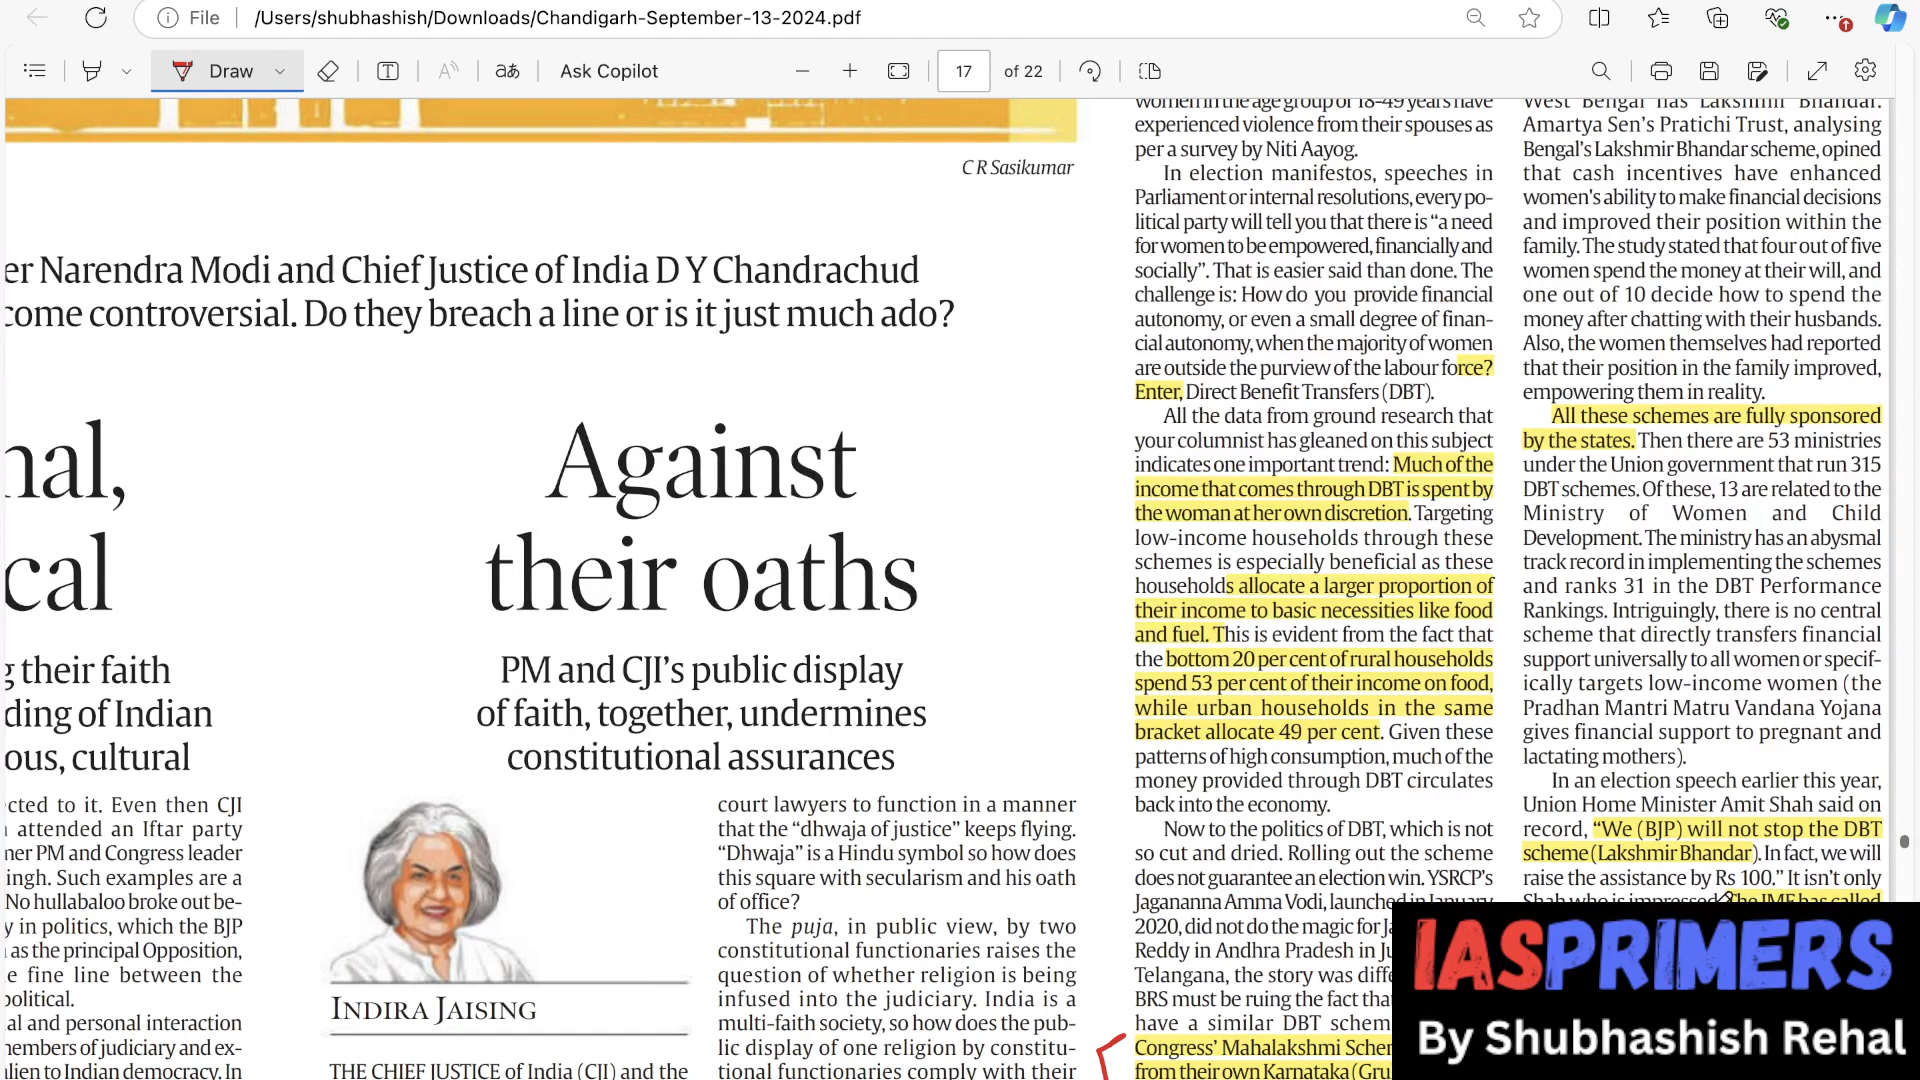 File
/Users/shubhashish/Downloads/Chandigarh-September-13-2024.pdf
Draw
Ask Copilot
17
of 22
C R Sasikumar
er Narendra Modi and Chief Justice of India D Y Chandrachud
come controversial. Do they breach a line or is it just much ado?
nal,
cal
g their faith
ding of Indian
ous, cultural
cted to it. Even then CJI
attended an Iftar party
ner PM and Congress leader
ingh. Such examples are a
No hullabaloo broke out be-
y in politics, which the BJP
as the principal Opposition,
e fine line between the
political.
al and personal interaction
members of judiciary and ex-
lien to Indian democracy. In
Against
their oaths
PM and CJI's public display
of faith, together, undermines
constitutional assurances
INDIRA JAISING
THE CHIEF JUSTICE of India (CJI) and the
court lawyers to function in a manner
that the “dhwaja of justice” keeps flying.
“Dhwaja” is a Hindu symbol so how does
this square with secularism and his oath
of office?
The puja, in public view, by two
constitutional functionaries raises the
question of whether religion is being
infused into the judiciary. India is a
multi-faith society, so how does the pub-
lic display of one religion by constitu-
tional functionaries comply with their
women in the age group of 18-49 years have
experienced violence from their spouses as
per a survey by Niti Aayog.
In election manifestos, speeches in
Parliament or internal resolutions, every po-
litical party will tell you that there is “a need
for women to be empowered, financially and
socially”. That is easier said than done. The
challenge is: How do you provide financial
autonomy, or even a small degree of finan-
cial autonomy, when the majority of women
are outside the purview of the labour force?
Enter, Direct Benefit Transfers (DBT).
All the data from ground research that
your columnist has gleaned on this subject
indicates one important trend: Much of the
income that comes through DBT is spent by
the woman at her own discretion. Targeting
low-income households through these
schemes is especially beneficial as these
households allocate a larger proportion of
their income to basic necessities like food
and fuel. This is evident from the fact that
the bottom 20 per cent of rural households
spend 53 per cent of their income on food,
while urban households in the same
bracket allocate 49 per cent. Given these
patterns of high consumption, much of the
money provided through DBT circulates
back into the economy.
Now to the politics of DBT, which is not
so cut and dried. Rolling out the scheme
does not guarantee an election win. YSRCP's
Jagananna Amma Vodi, launched in January
2020, did not do the magic for
Reddy in Andhra Pradesh in
Telangana, the story was
BRS must be ruing the fact
have a similar DBT
Congress' Mahalakshmi
from their own Karnataka
West Bengal has Lakshmir Bhandar.
Amartya Sen's Pratichi Trust, analysing
Bengal's Lakshmir Bhandar scheme, opined
that cash incentives have enhanced
women's ability to make financial decisions
and improved their position within the
family. The study stated that four out of five
women spend the money at their will, and
one out of 10 decide how to spend the
money after chatting with their husbands.
Also, the women themselves had reported
that their position in the family improved,
empowering them in reality.
All these schemes are fully sponsored
by the states. Then there are 53 ministries
under the Union government that run 315
DBT schemes. Of these, 13 are related to the
Ministry of Women and Child
Development. The ministry has an abysmal
track record in implementing the schemes
and ranks 31 in the DBT Performance
Rankings. Intriguingly, there is no central
scheme that directly transfers financial
support universally to all women or specif-
ically targets low-income women (the
Pradhan Mantri Matru Vandana Yojana
gives financial support to pregnant and
lactating mothers).
In an election speech earlier this year,
Union Home Minister Amit Shah said on
record, “We (BJP) will not stop the DBT
scheme (Lakshmir Bhandar). In fact, we will
raise the assistance by Rs 100.” It isn't only
Shah who is impressed. The IMF has called
IASPRIMERS
By Shubhashish Rehal